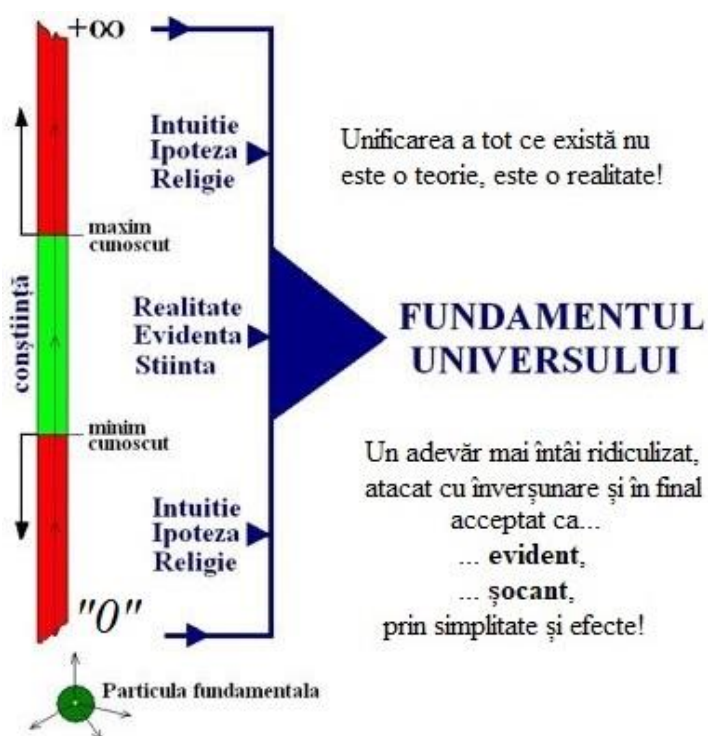 +∞
Intuitie
Ipoteza
Religie
Unificarea a tot ce există nu
este o teorie, este o realitate!
maxim
cunoscut
conștiință
Realitate
Evidenta
Stiinta
FUNDAMENTUL
UNIVERSULUI
minim
cunoscut
Un adevăr mai întâi ridiculizat,
atacat cu înverșunare și în final
acceptat ca...
... evident,
... șocant,
prin simplitate și efecte!
Intuitie
Ipoteza
Religie
"0"
Particula fundamentala